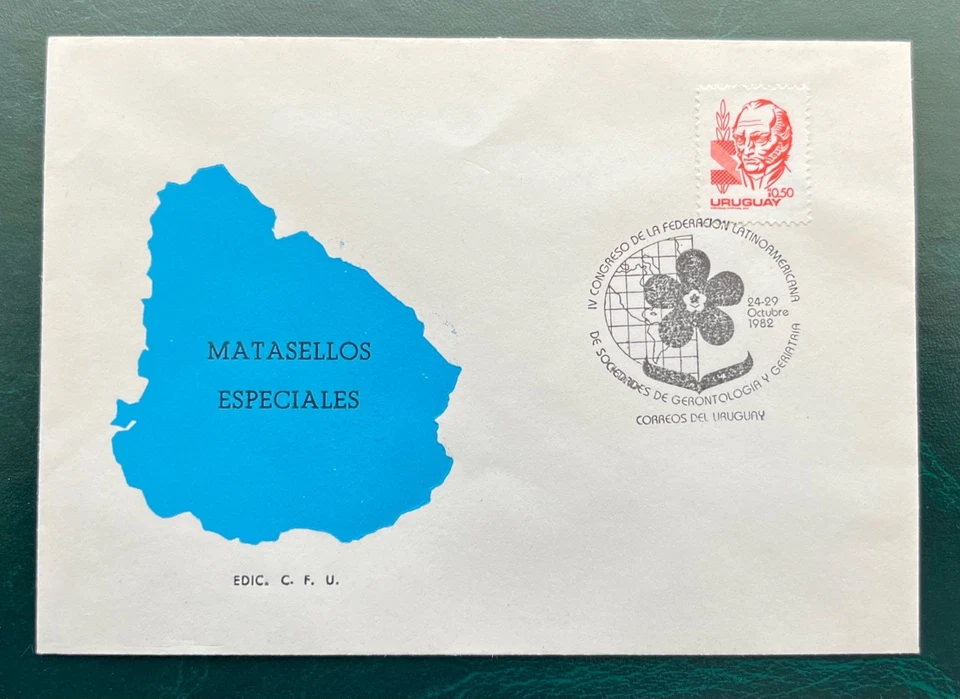 MATASELLOS
ESPECIALES
EDIC. C. F. U.
N$0.50
URUGUAY
IV CONGRESO DE LA FEDERACION LATINOAMERICANA
DE SOCIEDADES DE GERONTOLOGIA Y GERIATRIA
24-29
Octubre
1982
CORREOS DEL URUGUAY